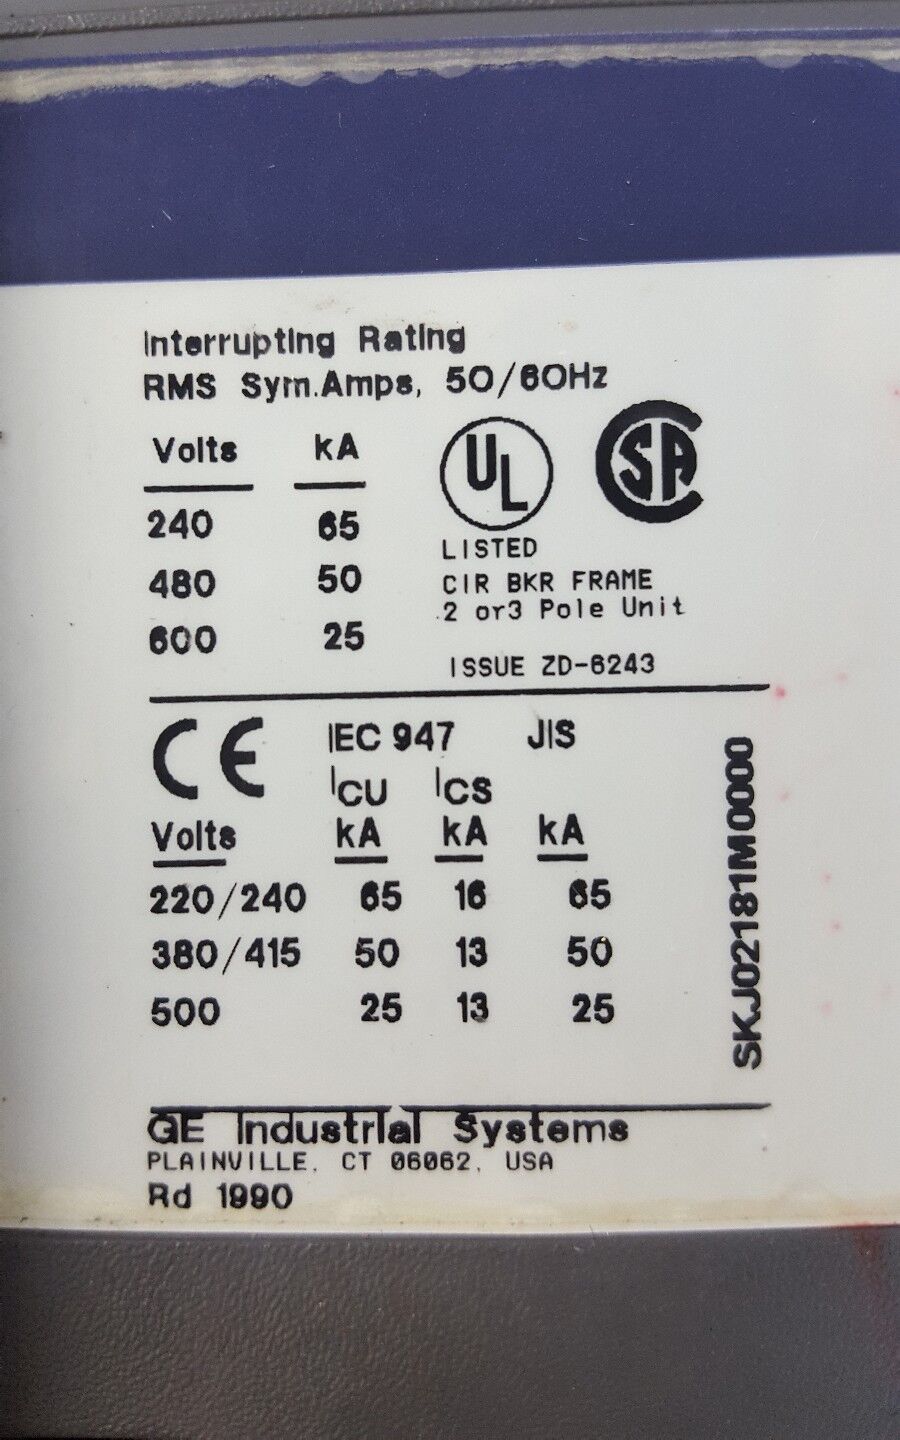 Interrupting Rating
RMS Sym.Amps, 50/60Hz
Volts kA
240 65
480 50
600 25
UL
SA
LISTED
CIR BKR FRAME
2 or3 Pole Unit
ISSUE ZD-6243
CE IEC 947 JIS
ICU ICS
Volts kA kA kA
220/240 65 16 65
380/415 50 13 50
500 25 13 25
SKJ02181M0000
GE Industrial Systems
PLAINVILLE, CT 06062, USA
Rd 1990